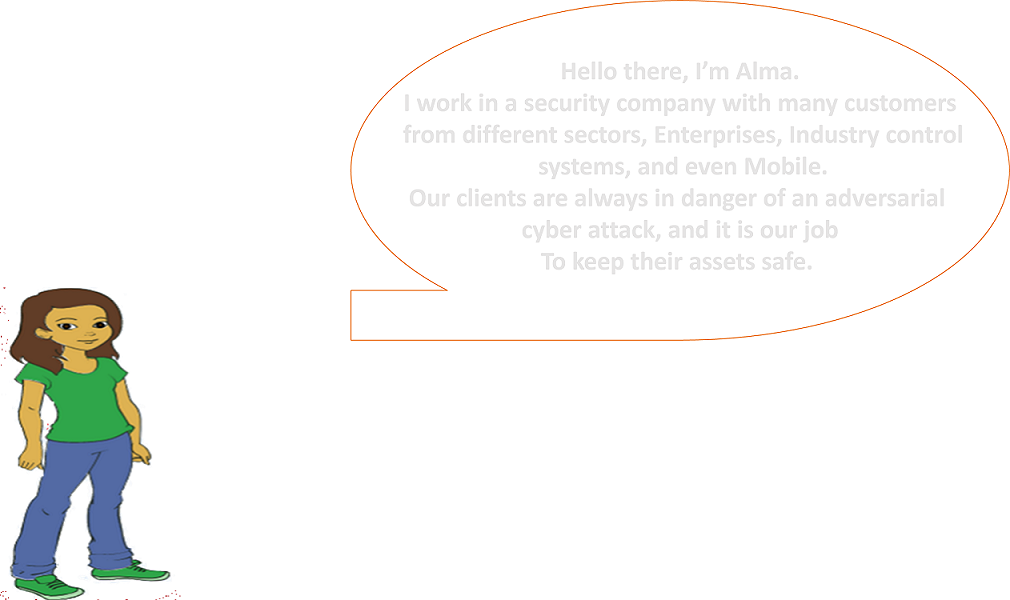 Hello there, I’m Alma.
I work in a security company with many customers
from different sectors, Enterprises, Industry control
systems, and even Mobile.
Our clients are always in danger of an adversarial
cyber attack, and it is our job
To keep their assets safe.